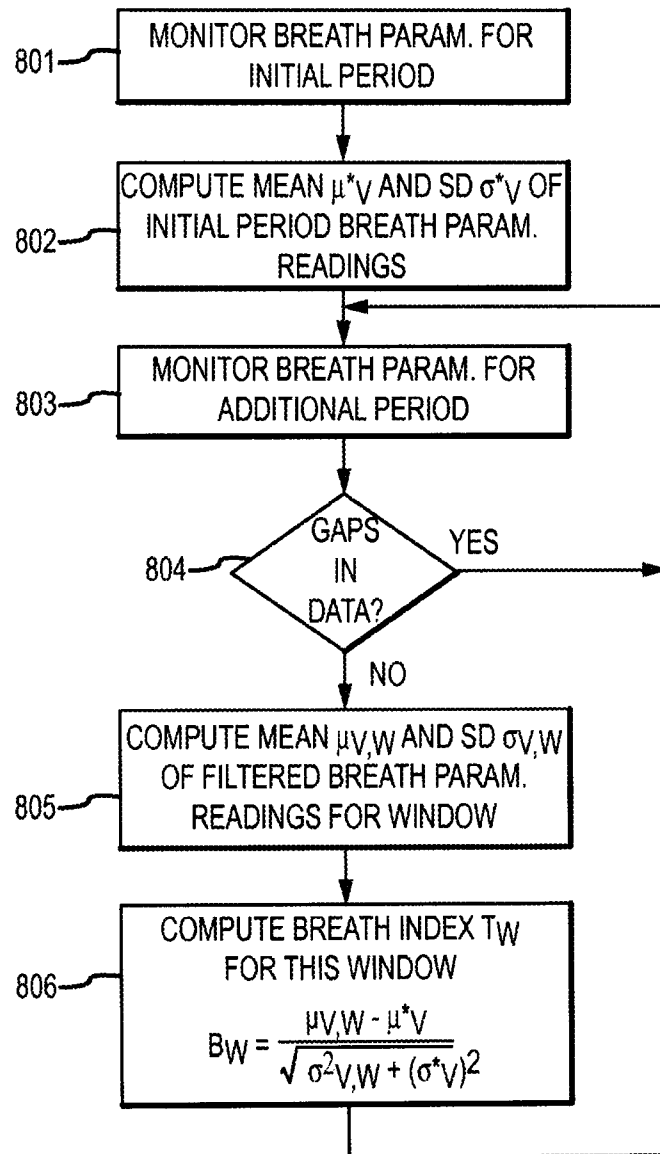 801
MONITOR BREATH PARAM. FOR
INITIAL PERIOD
802
COMPUTE MEAN μ*V AND SD σ*V OF
INITIAL PERIOD BREATH PARAM.
READINGS
803
MONITOR BREATH PARAM. FOR
ADDITIONAL PERIOD
804
GAPS
IN
DATA?
YES
NO
805
COMPUTE MEAN μV,W AND SD σV,W
OF FILTERED BREATH PARAM.
READINGS FOR WINDOW
806
COMPUTE BREATH INDEX TW
FOR THIS WINDOW
BW = μV,W - μ*V / √σ²V,W + (σ*V)²